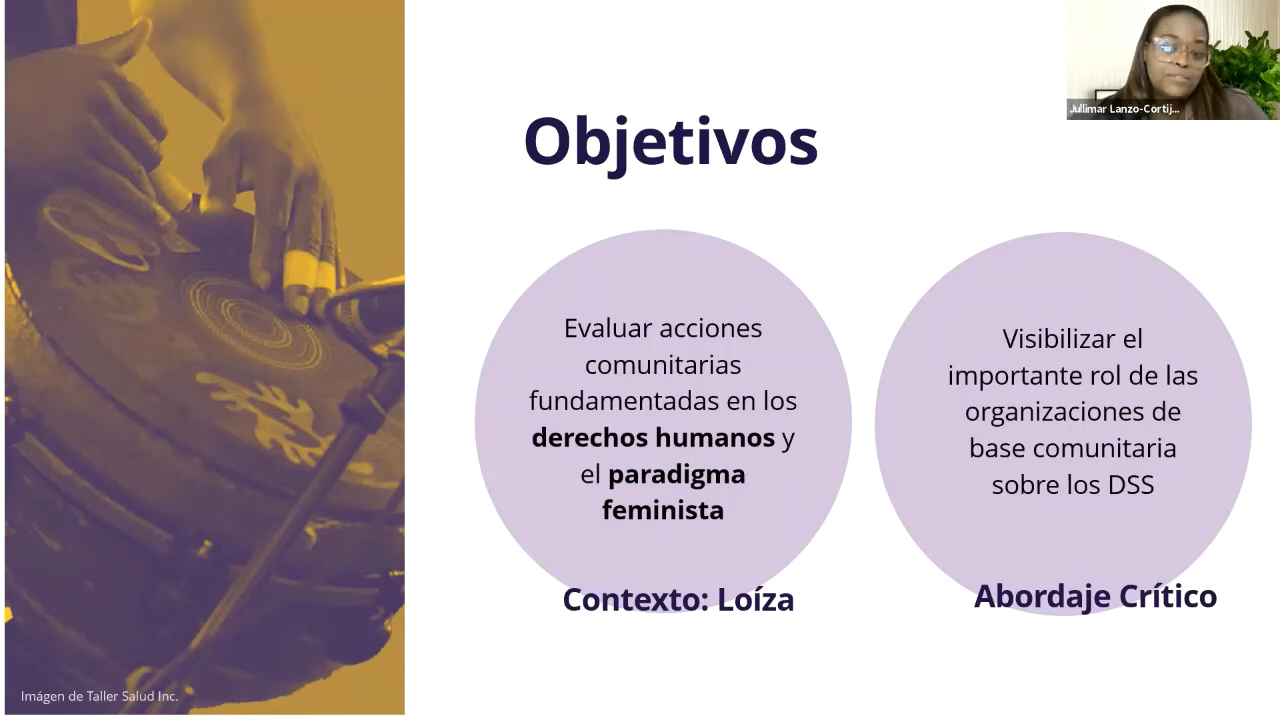 Jullimar Lanzo-Cortij...
Objetivos
Evaluar acciones
comunitarias
fundamentadas en los
derechos humanos y
el paradigma
feminista
Contexto: Loíza
Visibilizar el
importante rol de las
organizaciones de
base comunitaria
sobre los DSS
Abordaje Crítico
Imágen de Taller Salud Inc.